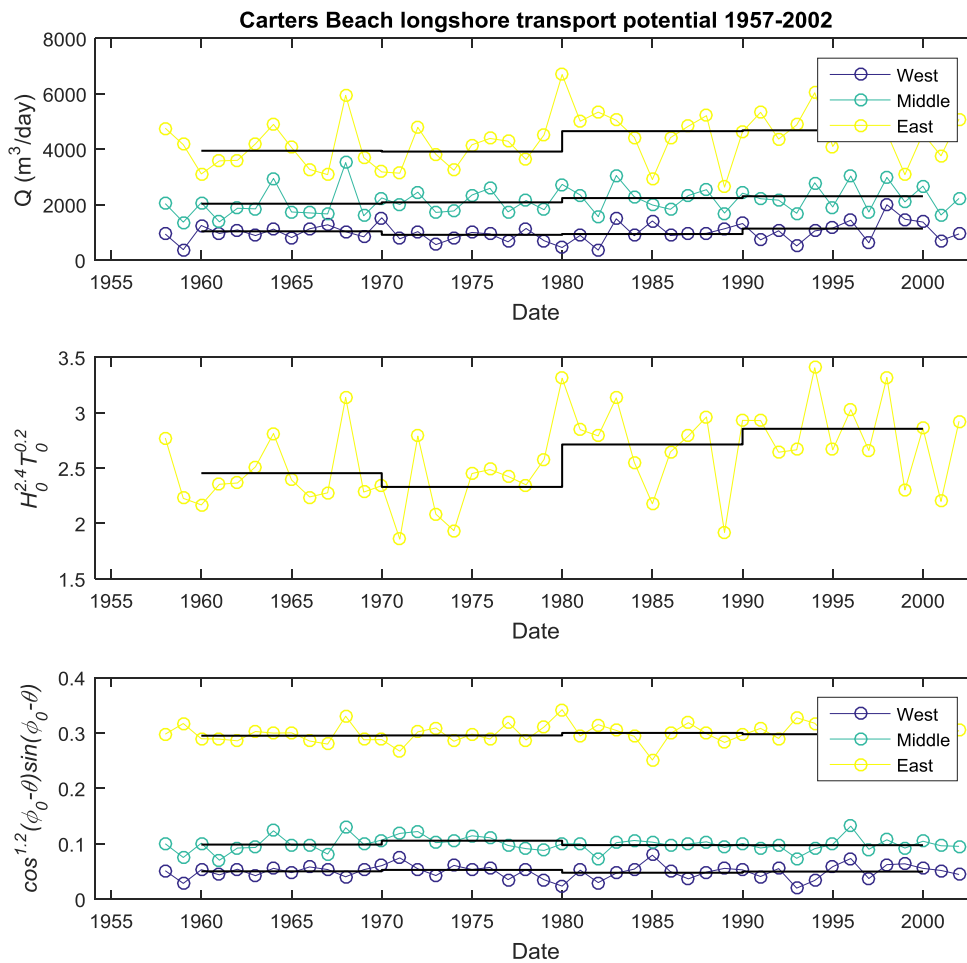 Carters Beach longshore transport potential 1957-2002
8000
6000
4000
2000
0
Q (m³/day)
West
Middle
East
1955 1960 1965 1970 1975 1980 1985 1990 1995 2000
Date
3.5
3
2.5
2
1.5
H₀^2.4 T₀^0.2
1955 1960 1965 1970 1975 1980 1985 1990 1995 2000
Date
0.4
0.3
0.2
0.1
0
cos^1.2(ϕ₀-θ)sin(ϕ₀-θ)
West
Middle
East
1955 1960 1965 1970 1975 1980 1985 1990 1995 2000
Date